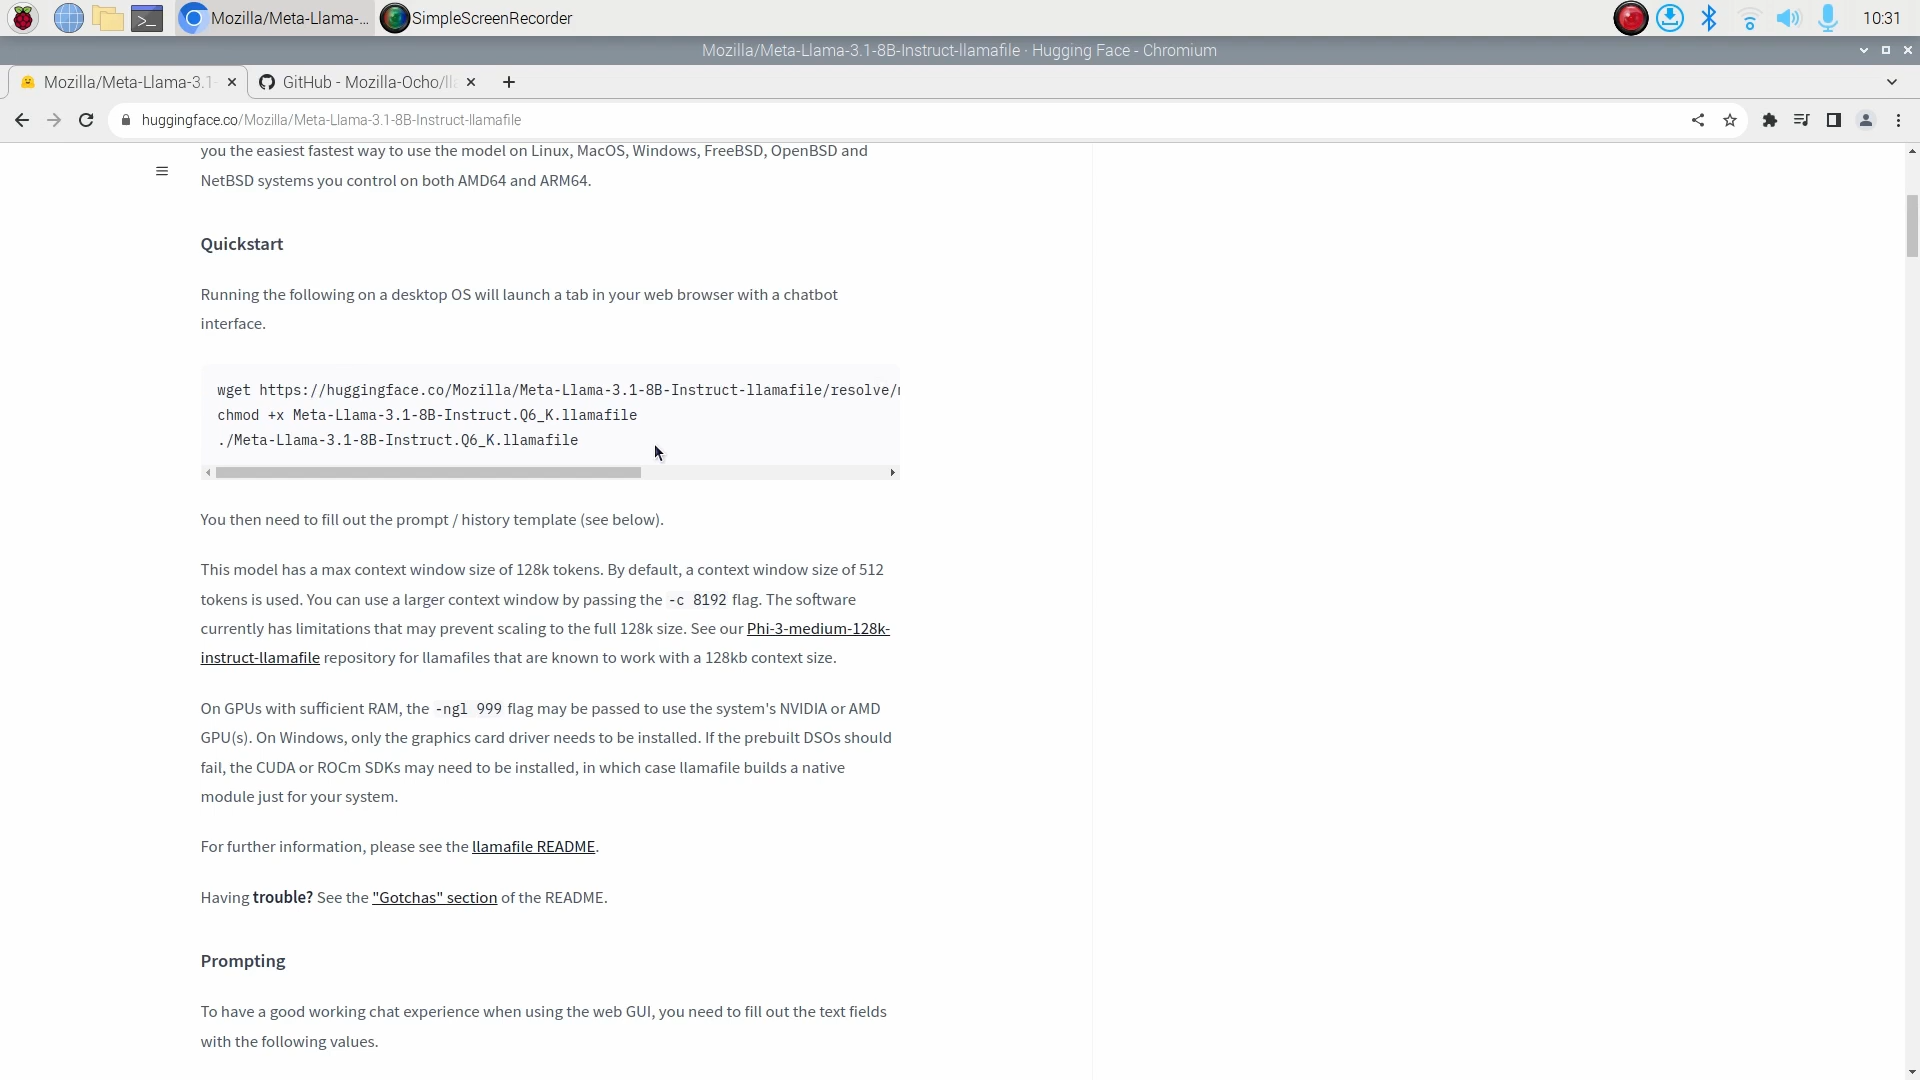 Mozilla/Meta-Llama-...
SimpleScreenRecorder
10:31
Mozilla/Meta-Llama-3.1-8B-Instruct-llamafile · Hugging Face - Chromium
Mozilla/Meta-Llama-3.1-
GitHub - Mozilla-Ocho/ll
huggingface.co/Mozilla/Meta-Llama-3.1-8B-Instruct-llamafile
you the easiest fastest way to use the model on Linux, MacOS, Windows, FreeBSD, OpenBSD and
NetBSD systems you control on both AMD64 and ARM64.
Quickstart
Running the following on a desktop OS will launch a tab in your web browser with a chatbot
interface.
wget https://huggingface.co/Mozilla/Meta-Llama-3.1-8B-Instruct-llamafile/resolve/
chmod +x Meta-Llama-3.1-8B-Instruct.Q6_K.llamafile
./Meta-Llama-3.1-8B-Instruct.Q6_K.llamafile
You then need to fill out the prompt / history template (see below).
This model has a max context window size of 128k tokens. By default, a context window size of 512
tokens is used. You can use a larger context window by passing the -c 8192 flag. The software
currently has limitations that may prevent scaling to the full 128k size. See our Phi-3-medium-128k-
instruct-llamafile repository for llamafiles that are known to work with a 128kb context size.
On GPUs with sufficient RAM, the -ngl 999 flag may be passed to use the system's NVIDIA or AMD
GPU(s). On Windows, only the graphics card driver needs to be installed. If the prebuilt DSOs should
fail, the CUDA or ROCm SDKs may need to be installed, in which case llamafile builds a native
module just for your system.
For further information, please see the llamafile README.
Having trouble? See the "Gotchas" section of the README.
Prompting
To have a good working chat experience when using the web GUI, you need to fill out the text fields
with the following values.